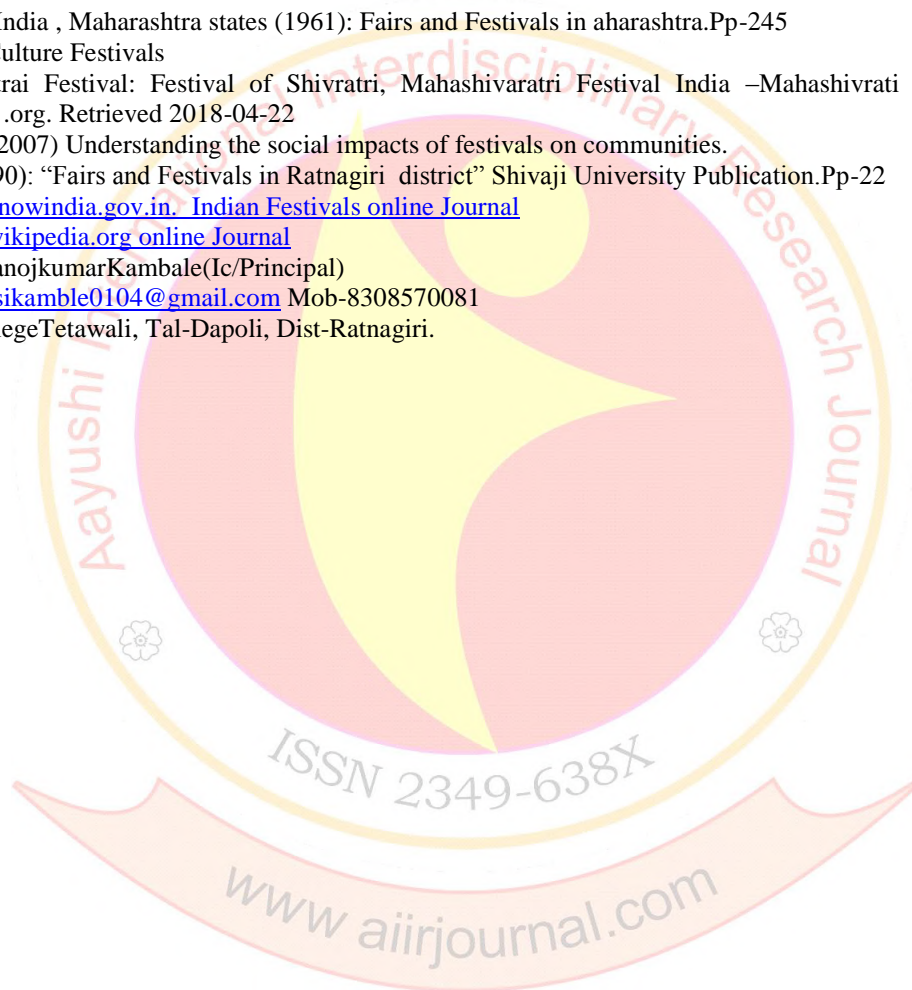 India , Maharashtra states (1961): Fairs and Festivals in aharashtra.Pp-245
ulture Festivals
rai Festival: Festival of Shivratri, Mahashivaratri Festival India –Mahashivrati
.org. Retrieved 2018-04-22
2007) Understanding the social impacts of festivals on communities.
90): “Fairs and Festivals in Ratnagiri district” Shivaji University Publication.Pp-22
nowindia.gov.in. Indian Festivals online Journal
vikipedia.org online Journal
anojkumarKambale(Ic/Principal)
sikamble0104@gmail.com Mob-8308570081
legeTetawali, Tal-Dapoli, Dist-Ratnagiri.
Aayushi International Interdisciplinary Research Journal
ISSN 2349-638X
www aiirjournal.com